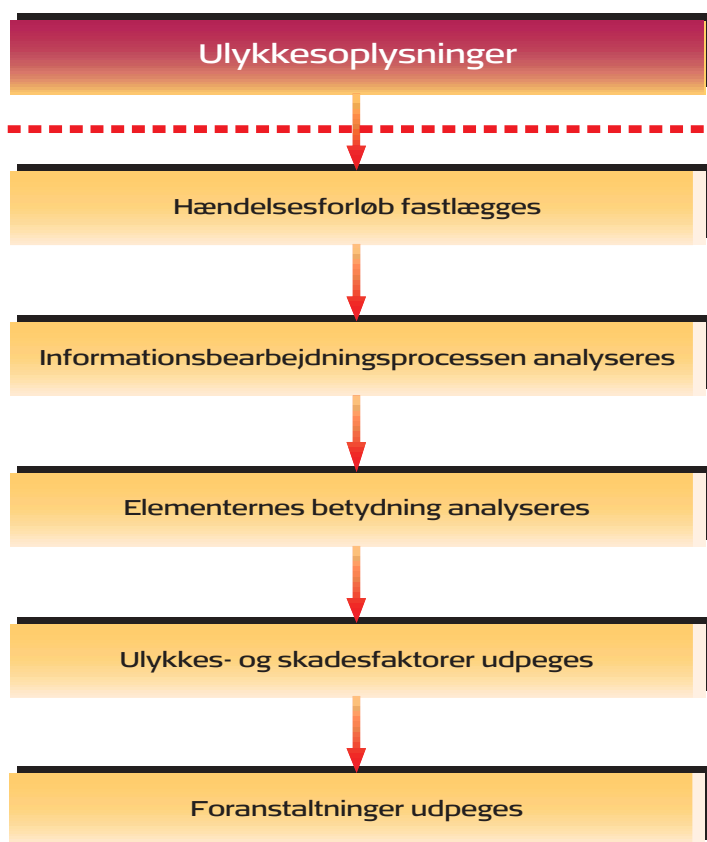 Ulykkesoplysninger
Hændelsesforløb fastlægges
Informationsbearbejdningsprocessen analyseres
Elementernes betydning analyseres
Ulykkes- og skadesfaktorer udpeges
Foranstaltninger udpeges